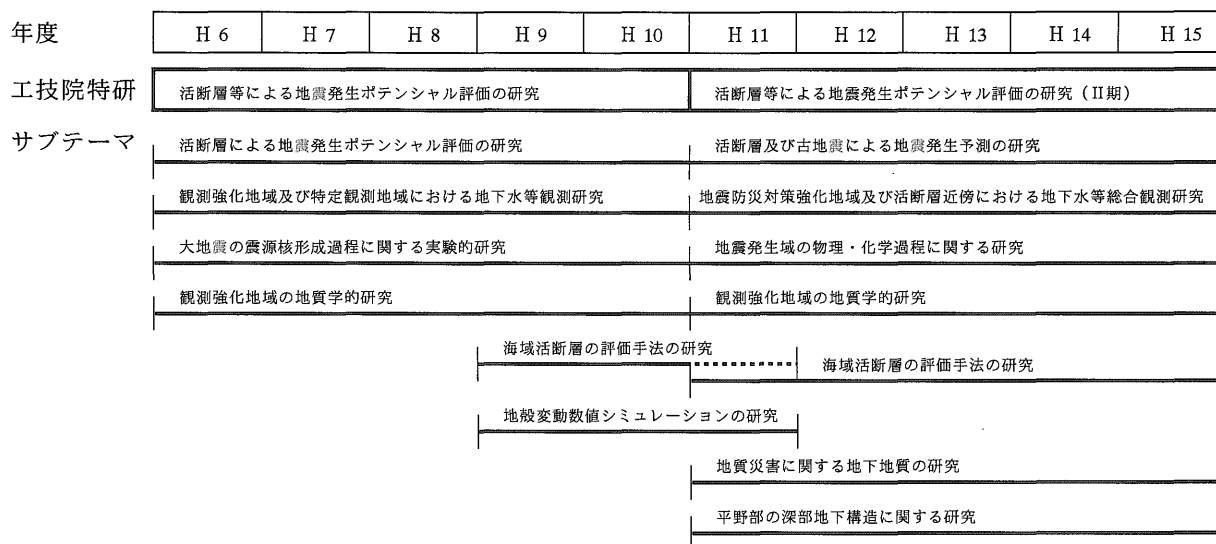 年度 H 6 H 7 H 8 H 9 H 10 H 11 H 12 H 13 H 14 H 15
工技院特研 活断層等による地震発生ポテンシャル評価の研究 活断層等による地震発生ポテンシャル評価の研究（II期）
サブテーマ 活断層による地震発生ポテンシャル評価の研究 活断層及び古地震による地震発生予測の研究
観測強化地域及び特定観測地域における地下水等観測研究 地震防災対策強化地域及び活断層近傍における地下水等総合観測研究
大地震の震源核形成過程に関する実験的研究 地震発生域の物理・化学過程に関する研究
観測強化地域の地質学的研究 観測強化地域の地質学的研究
海域活断層の評価手法の研究 海域活断層の評価手法の研究
地殻変動数値シミュレーションの研究
地質災害に関する地下地質の研究
平野部の深部地下構造に関する研究